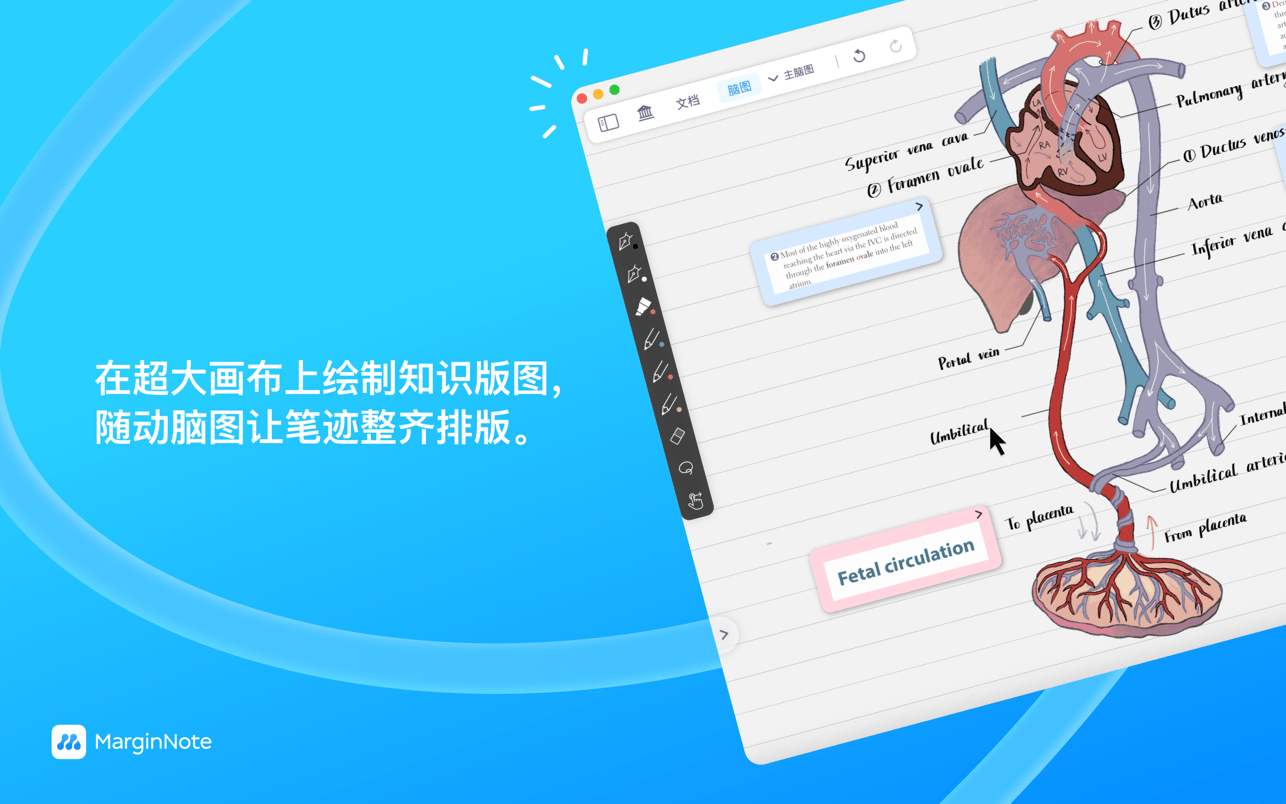 在超大画布上绘制知识版图，
随动脑图让笔迹整齐排版。
MarginNote
文档
脑图
主脑图
③ Dutus
Pulmonary
Superior vena cava
② Foramen ovale
① Ductus
Aorta
Inferior vena
RA
RV
LV
❷ Most of the highly oxygenated blood
reaching the heart via the IVC is directed
through the foramen ovale into the left
atrium.
Portal vein
Umbilical
Umbilical
To placenta
From placenta
Fetal circulation